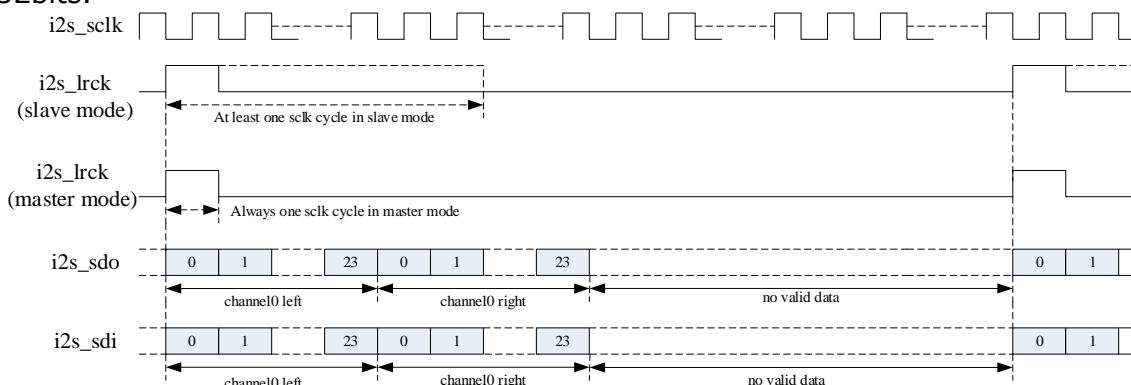 i2s_sclk
i2s_lrck
(slave mode)
At least one sclk cycle in slave mode
i2s_lrck
(master mode)
Always one sclk cycle in master mode
i2s_sdo
0 1 23 0 1 23 0 1
channel0 left channel0 right no valid data
i2s_sdi
0 1 23 0 1 23 0 1
channel0 left channel0 right no valid data